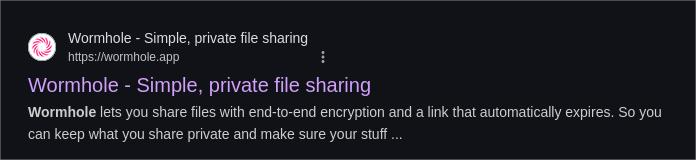 Wormhole - Simple, private file sharing
https://wormhole.app
Wormhole - Simple, private file sharing
Wormhole lets you share files with end-to-end encryption and a link that automatically expires. So you
can keep what you share private and make sure your stuff ...